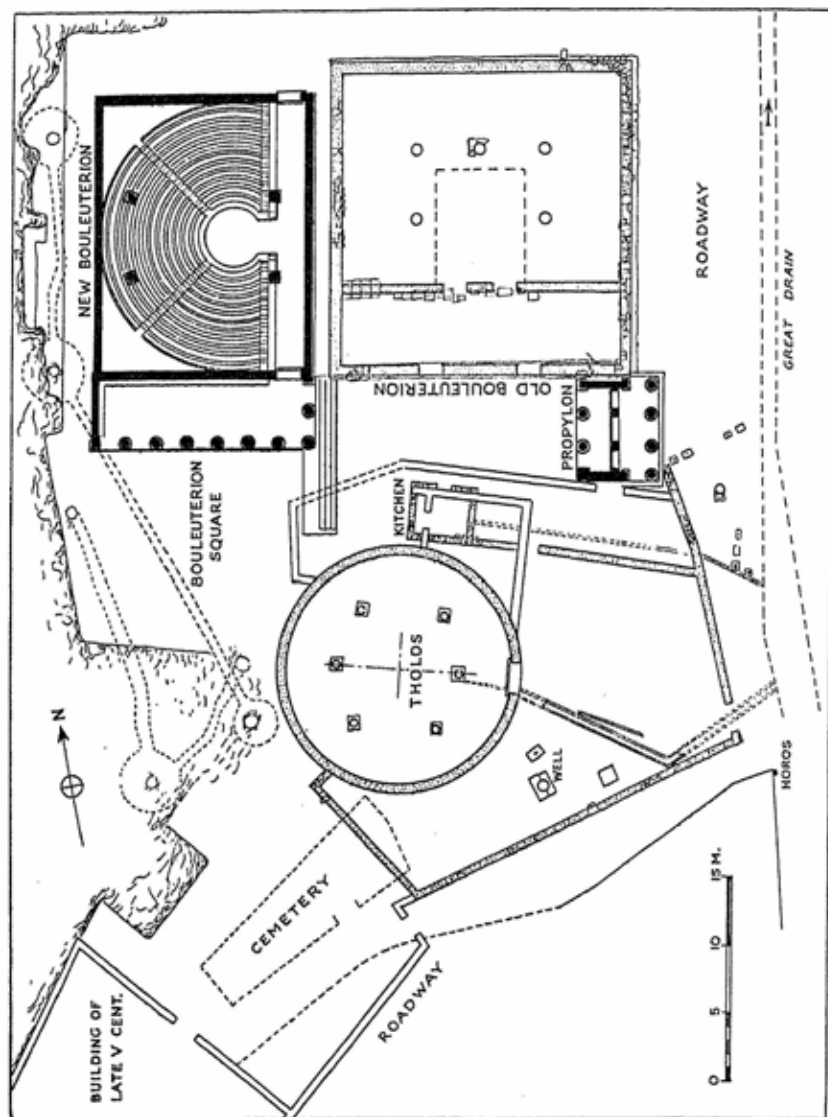 NEW BOULEUTERION
OLD BOULEUTERION
ROADWAY
GREAT DRAIN
PROPYLON
KITCHEN
BOULEUTERION
SQUARE
THOLOS
N
WELL
HOROS
CEMETERY
ROADWAY
BUILDING OF
LATE V CENT.
0 5 10 15 M.